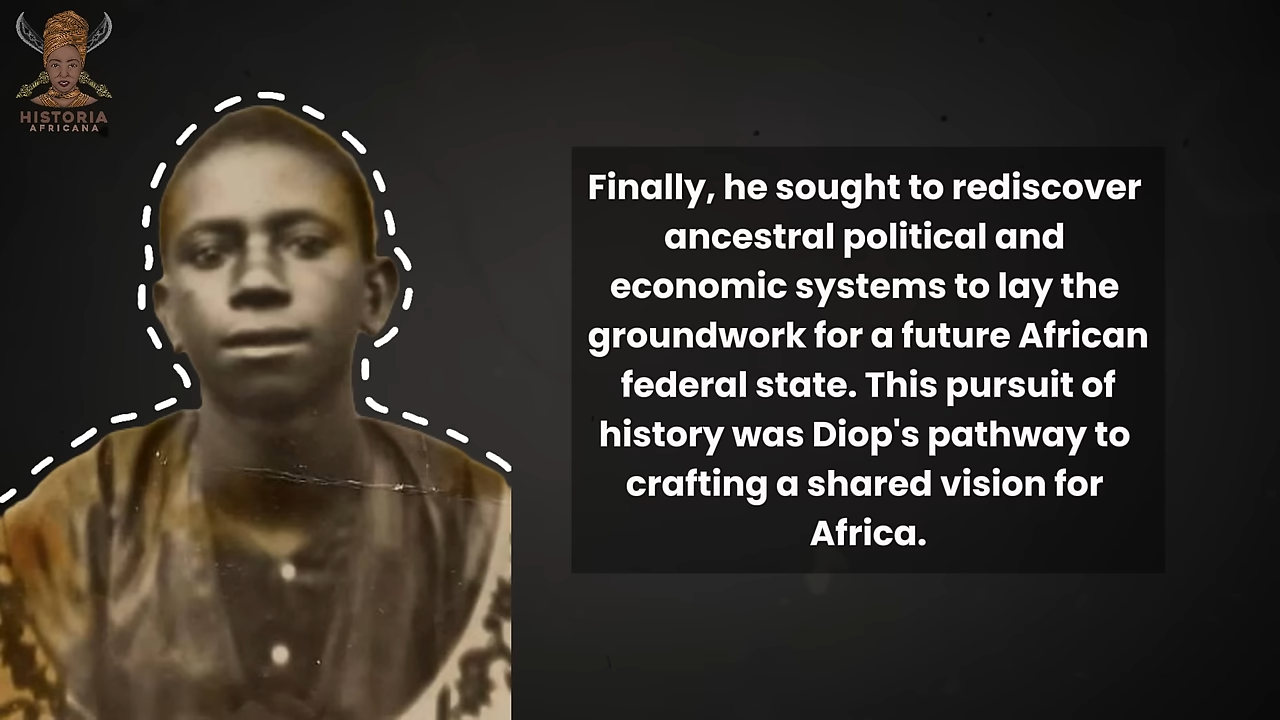 HISTORIA
AFRICANA
Finally, he sought to rediscover
ancestral political and
economic systems to lay the
groundwork for a future African
federal state. This pursuit of
history was Diop's pathway to
crafting a shared vision for
Africa.